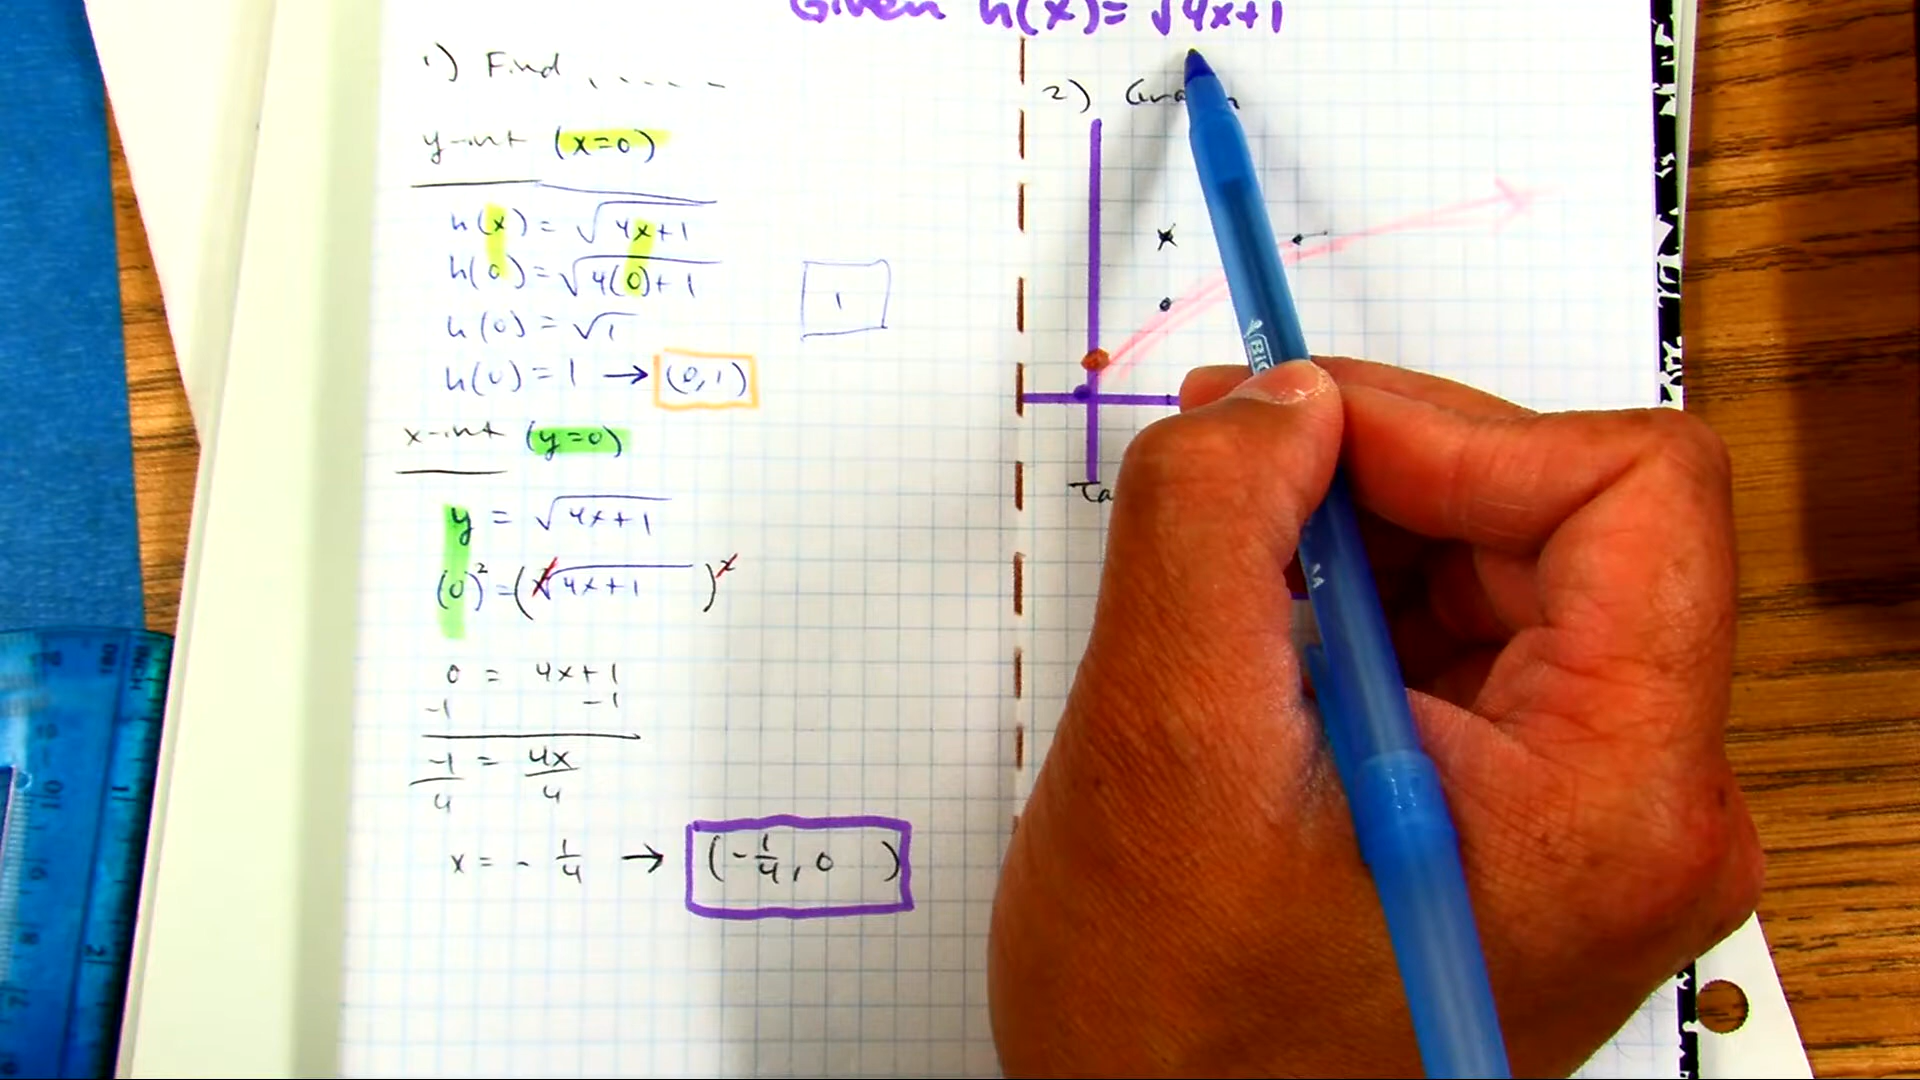 Given h(x) = √4x+1
1) Find , - - - -
y-int (x=0)
h(x) = √4x+1
h(0) = √4(0)+1
h(0) = √1
h(0) = 1 → (0,1)
1
x-int (y=0)
y = √4x+1
(0)² = (√4x+1)²
0 = 4x+1
-1 -1
-1 = 4x
4 4
x = - 1/4 → (-1/4, 0)
2) Graph
BIC
M